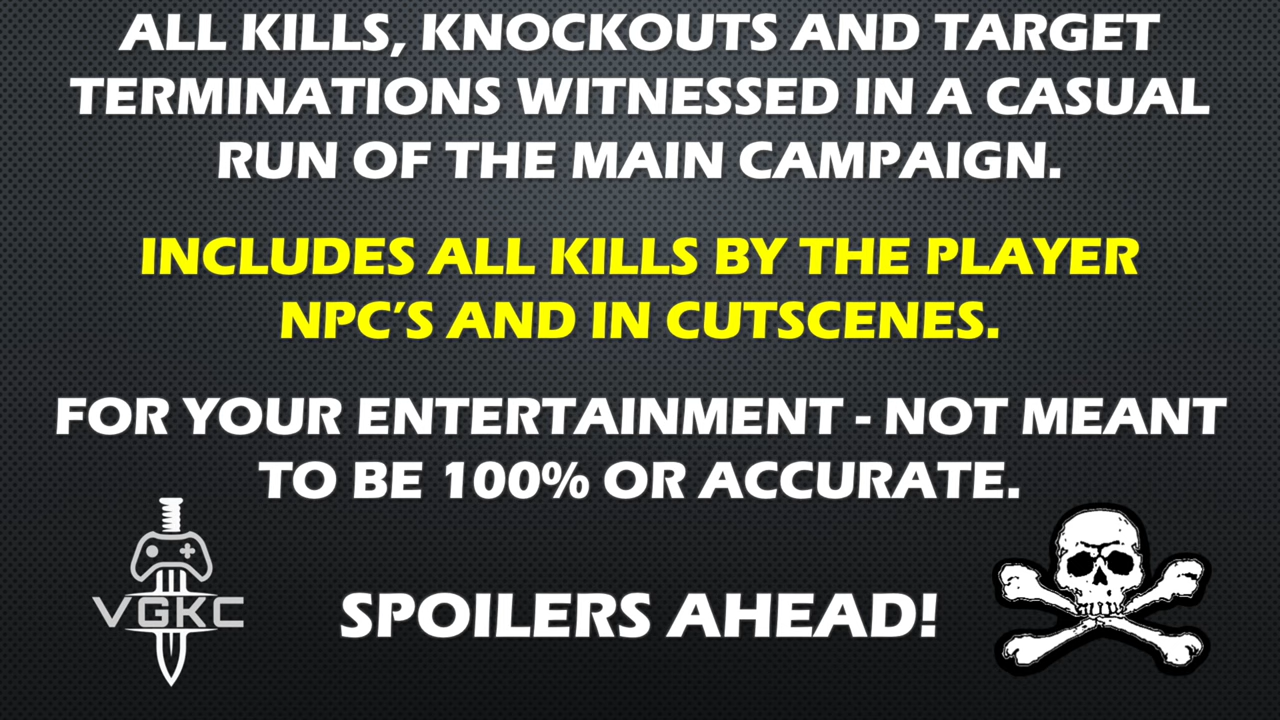 ALL KILLS, KNOCKOUTS AND TARGET
TERMINATIONS WITNESSED IN A CASUAL
RUN OF THE MAIN CAMPAIGN.
INCLUDES ALL KILLS BY THE PLAYER
NPC'S AND IN CUTSCENES.
FOR YOUR ENTERTAINMENT - NOT MEANT
TO BE 100% OR ACCURATE.
VGKC
SPOILERS AHEAD!